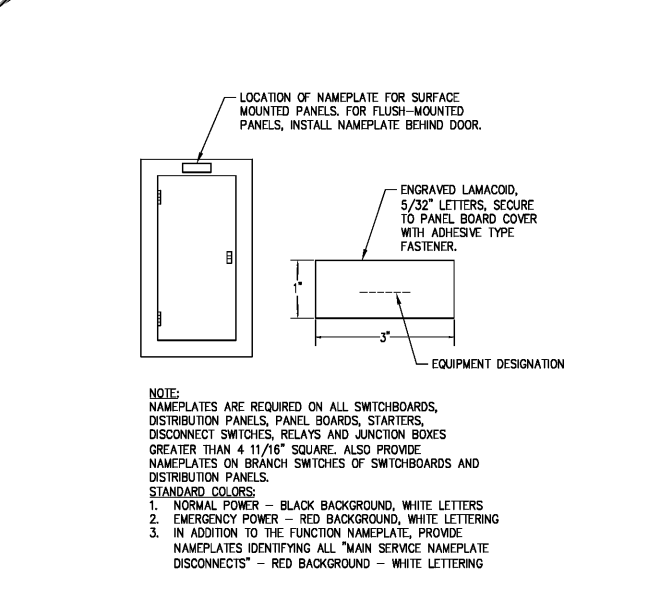 LOCATION OF NAMEPLATE FOR SURFACE
MOUNTED PANELS. FOR FLUSH-MOUNTED
PANELS, INSTALL NAMEPLATE BEHIND DOOR.
ENGRAVED LAMACOID,
5/32" LETTERS, SECURE
TO PANEL BOARD COVER
WITH ADHESIVE TYPE
FASTENER.
1"
3"
EQUIPMENT DESIGNATION
NOTE:
NAMEPLATES ARE REQUIRED ON ALL SWITCHBOARDS,
DISTRIBUTION PANELS, PANEL BOARDS, STARTERS,
DISCONNECT SWITCHES, RELAYS AND JUNCTION BOXES
GREATER THAN 4 11/16" SQUARE. ALSO PROVIDE
NAMEPLATES ON BRANCH SWITCHES OF SWITCHBOARDS AND
DISTRIBUTION PANELS.
STANDARD COLORS:
1. NORMAL POWER – BLACK BACKGROUND, WHITE LETTERS
2. EMERGENCY POWER – RED BACKGROUND, WHITE LETTERING
3. IN ADDITION TO THE FUNCTION NAMEPLATE, PROVIDE
NAMEPLATES IDENTIFYING ALL "MAIN SERVICE NAMEPLATE
DISCONNECTS" – RED BACKGROUND – WHITE LETTERING